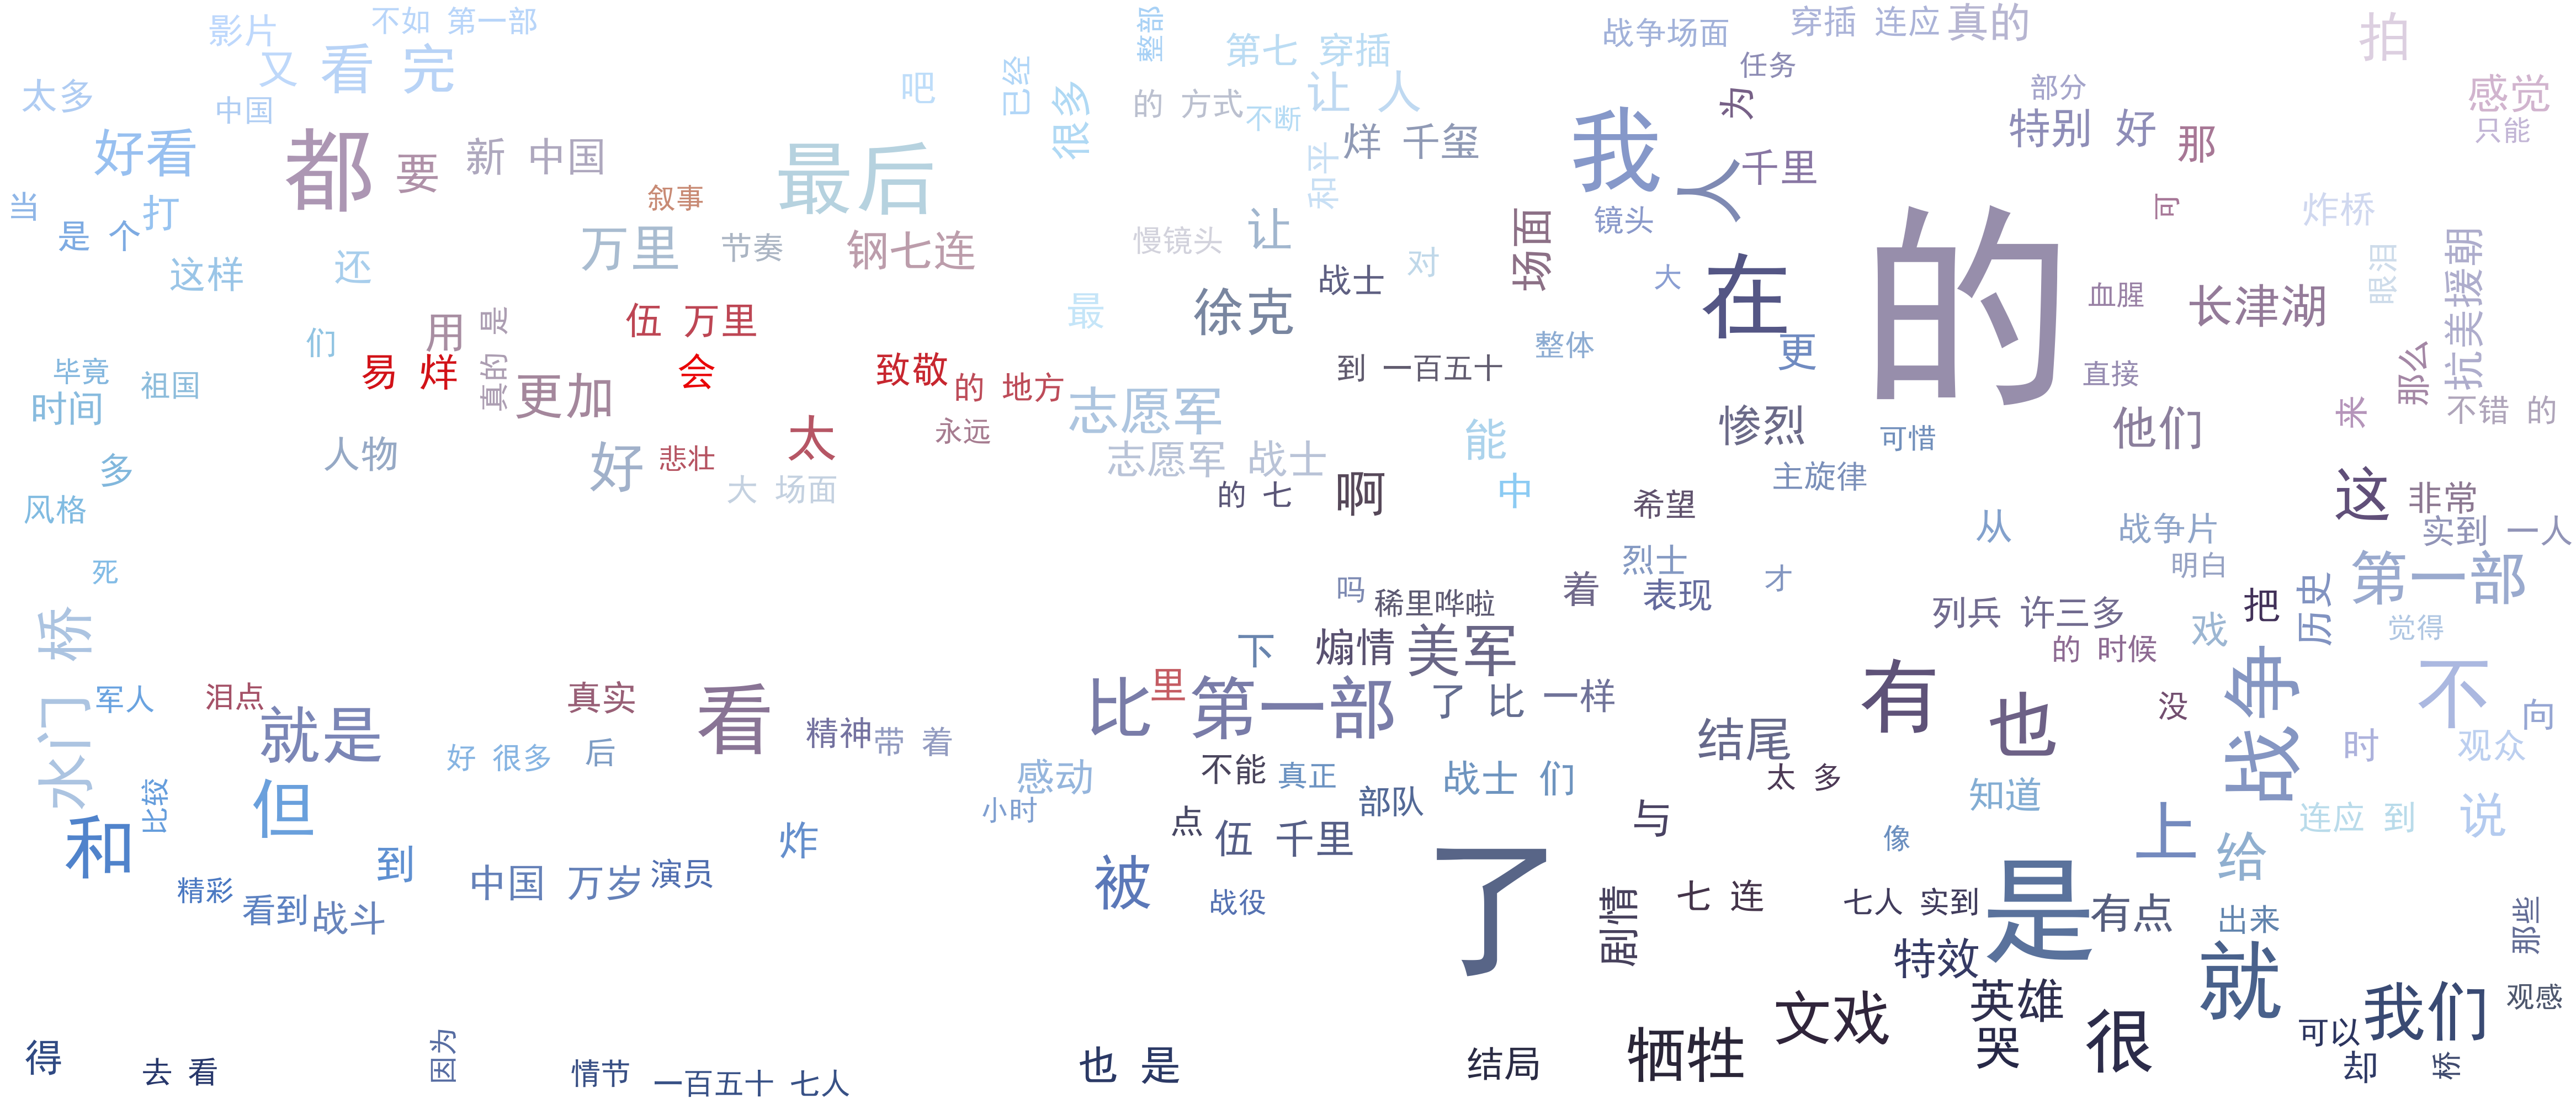 影片
不如 第一部
整部
第七 穿插
战争场面
穿插 连应
真的
拍
又
看 完
太多
中国
吧
已经
很多
的 方式
不断
让 人
任务
为
部分
感觉
只能
好看
都
要
新 中国
最后
烊 千玺
我
人
千里
特别 好
那
当
是 个
打
叙事
和平
镜头
可
炸桥
万里
节奏
钢七连
慢镜头
让
对
场面
在
的
抗美援朝
眼泪
这样
还
战士
大
血腥
长津湖
们
用
真的 是
伍 万里
最
徐克
整体
更
毕竟
祖国
易 烊
更加
会
致敬
的 地方
到 一百五十
直接
那么
时间
志愿军
惨烈
他们
来
不错 的
人物
好
悲壮
太
永远
志愿军 战士
能
可惜
多
大 场面
的 七
啊
中
希望
主旋律
这
非常
风格
从
战争片
实到 一人
死
烈士
明白
第一部
吗
稀里哗啦
着
表现
才
列兵 许三多
戏
把
历史
觉得
水门 桥
下
煽情
美军
的 时候
军人
泪点
就是
真实
看
精神
带 着
比
里
第一部
了 比
一样
结尾
有
也
没
战争
不
向
好 很多
后
感动
不能
真正
战士 们
太 多
时
观众
比较
但
小时
点
部队
知道
连应 到
说
和
到
炸
伍 千里
与
像
上
给
精彩
看到
战斗
中国 万岁
演员
被
战役
了
剧情
七 连
七人 实到
是
有点
出来
那些
特效
就
得
去 看
因为
情节
一百五十 七人
也 是
结局
牺牲
文戏
英雄
哭
很
可以
我们
观感
却
桥